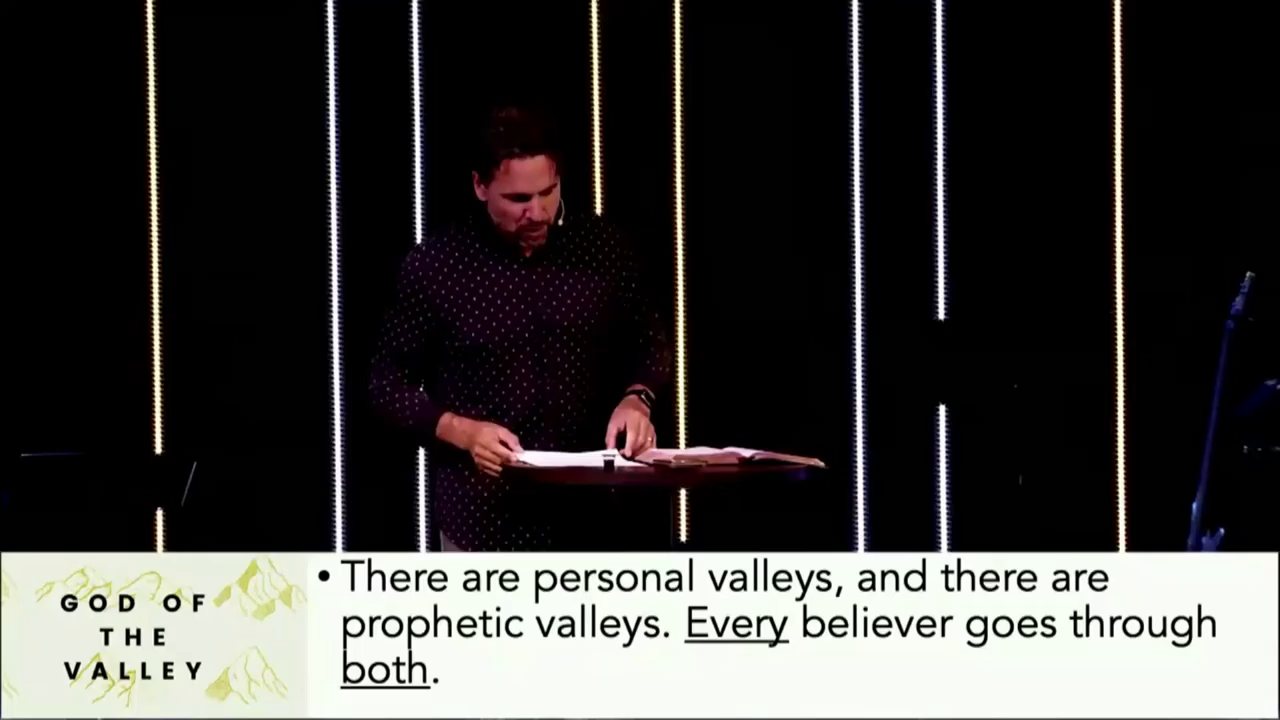 GOD OF
THE
VALLEY
• There are personal valleys, and there are
prophetic valleys. Every believer goes through
both.